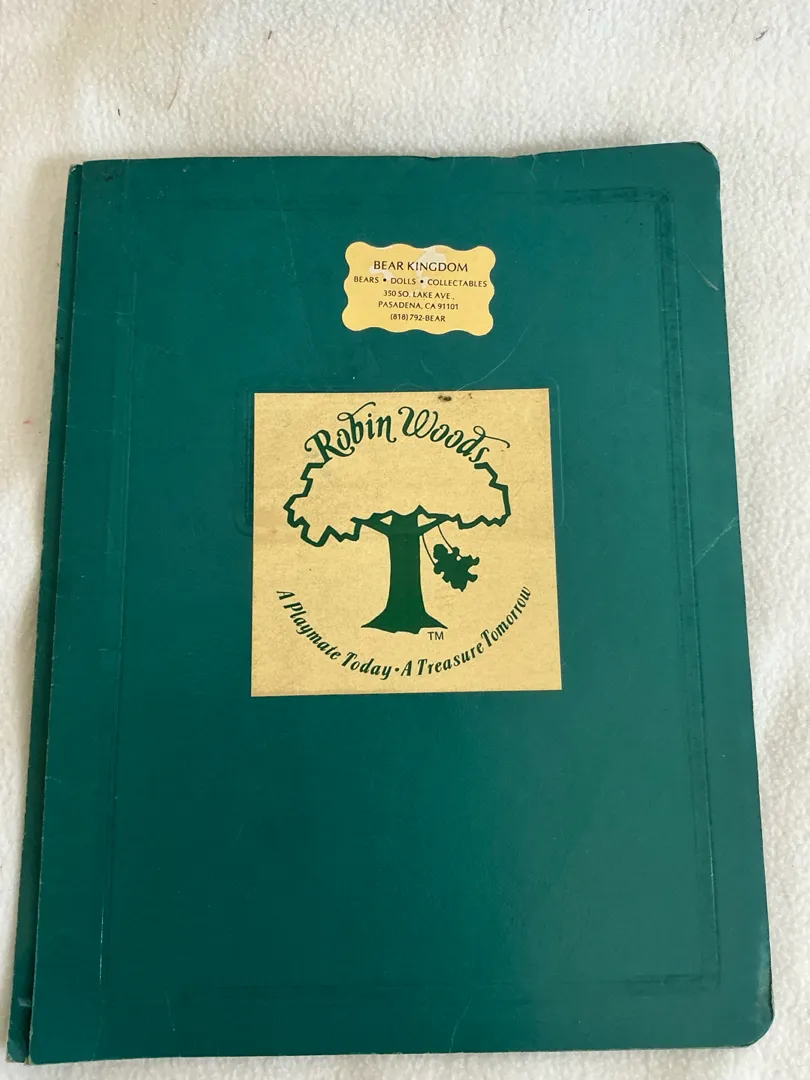 BEAR KINGDOM
BEARS • DOLLS • COLLECTABLES
350 SO. LAKE AVE.,
PASADENA, CA 91101
(818) 792-BEAR
Robin Woods
TM
A Playmate Today • A Treasure Tomorrow